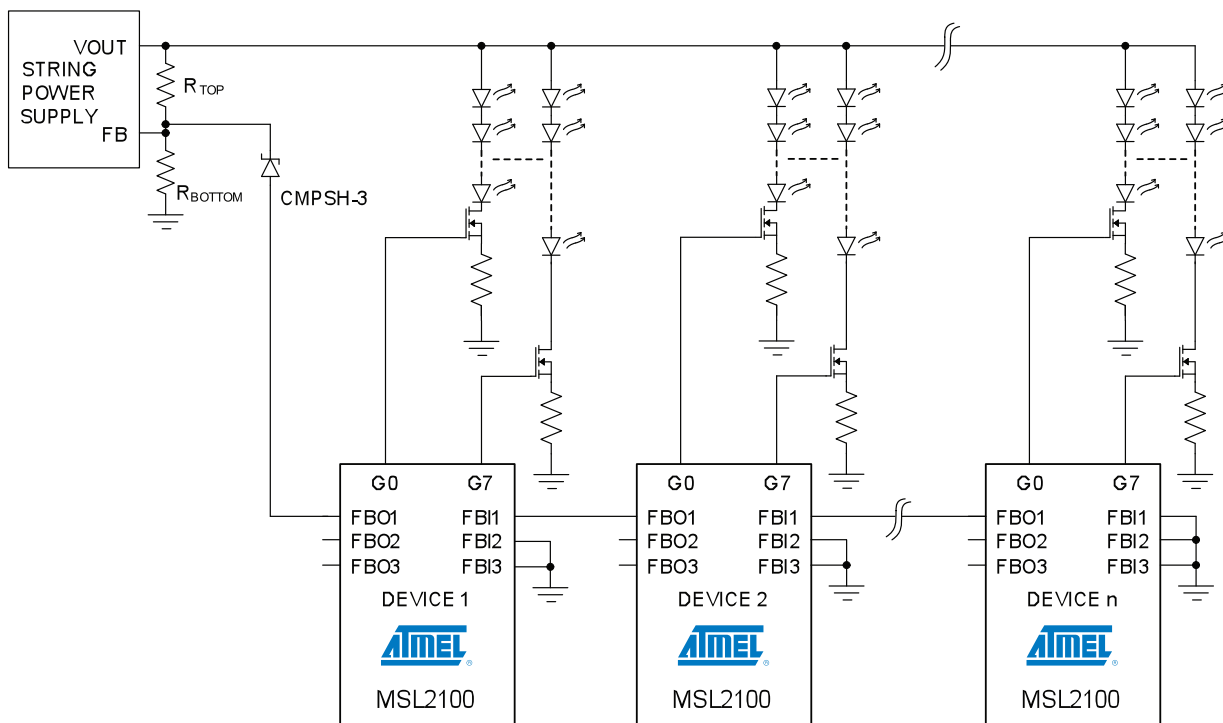 VOUT
STRING
POWER
SUPPLY
FB
RTOP
RBOTTOM
CMPSH-3
G0 G7
FBO1 FBI1
FBO2 FBI2
FBO3 FBI3
DEVICE 1
ATMEL ®
MSL2100
G0 G7
FBO1 FBI1
FBO2 FBI2
FBO3 FBI3
DEVICE 2
ATMEL ®
MSL2100
G0 G7
FBO1 FBI1
FBO2 FBI2
FBO3 FBI3
DEVICE n
ATMEL ®
MSL2100